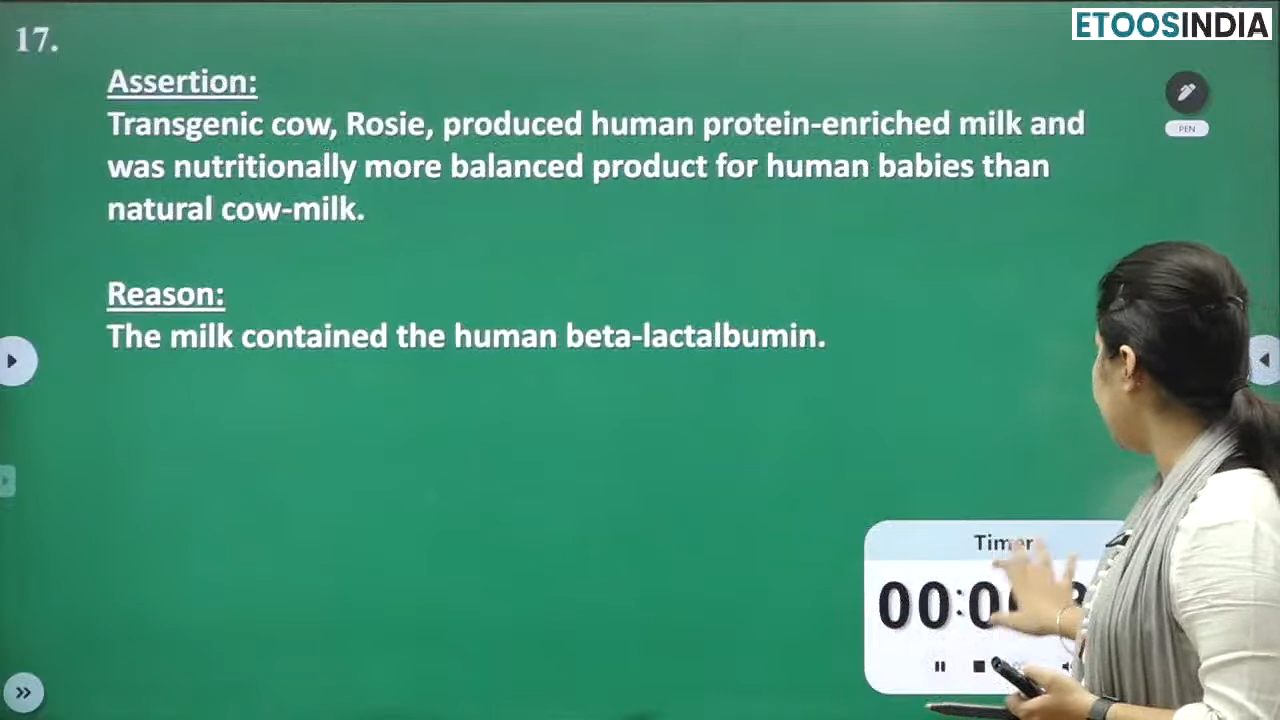 17.
ETOOSINDIA
Assertion:
PEN
Transgenic cow, Rosie, produced human protein-enriched milk and
was nutritionally more balanced product for human babies than
natural cow-milk.
Reason:
The milk contained the human beta-lactalbumin.
Timer
00:0